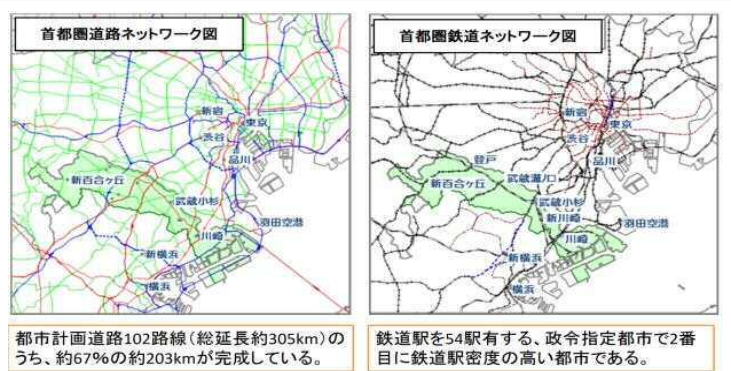 首都圏道路ネットワーク図
新宿
東京
渋谷
品川
新百合ヶ丘
武蔵小杉
羽田空港
川崎
新横浜
横浜
都市計画道路102路線(総延長約305km)の
うち、約67%の約203kmが完成している。
首都圏鉄道ネットワーク図
新宿
東京
渋谷
品川
登戸
新百合ヶ丘
武蔵溝ノ口
武蔵小杉
新川崎
羽田空港
川崎
新横浜
横浜
鉄道駅を54駅有する、政令指定都市で2番
目に鉄道駅密度の高い都市である。